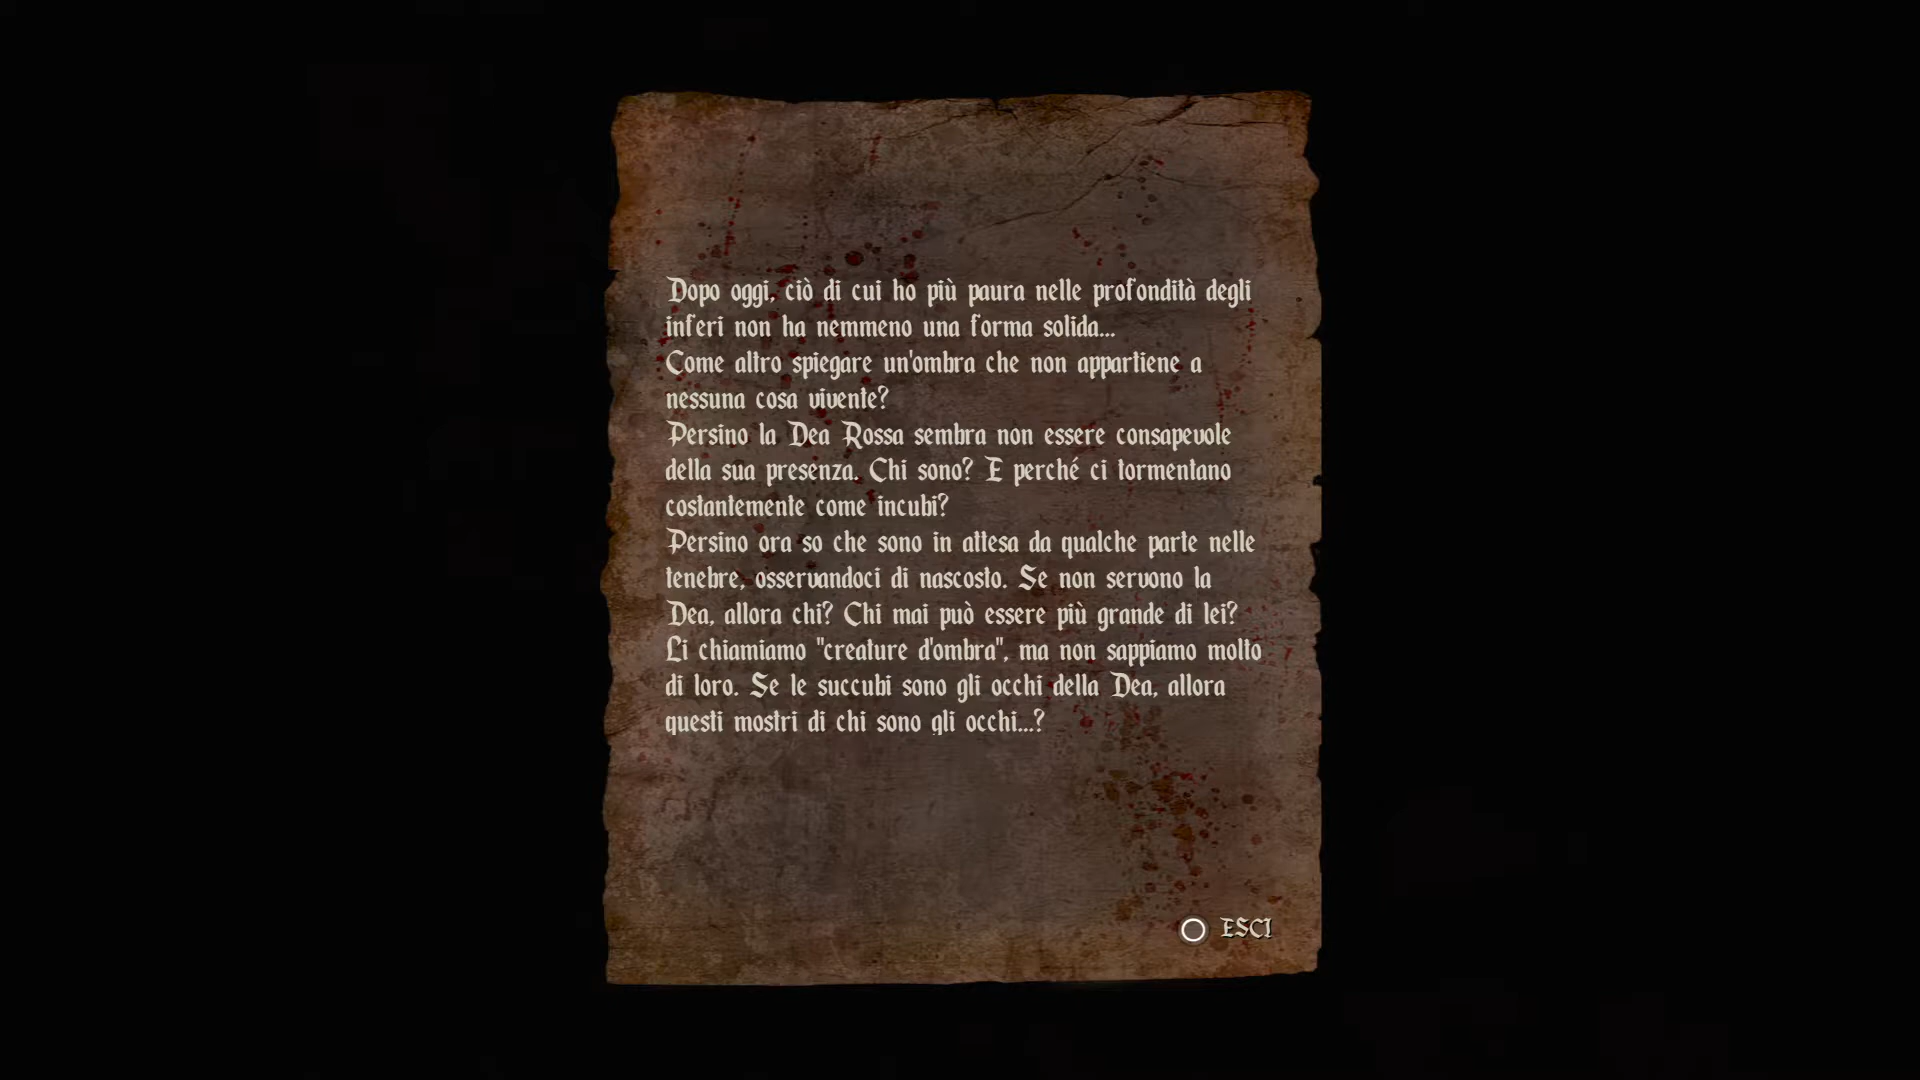 Dopo oggi, ciò di cui ho più paura nelle profondità degli
inferi non ha nemmeno una forma solida...
Come altro spiegare un'ombra che non appartiene a
nessuna cosa vivente?
Persino la Dea Rossa sembra non essere consapevole
della sua presenza. Chi sono? E perché ci tormentano
costantemente come incubi?
Persino ora so che sono in attesa da qualche parte nelle
tenebre, osservandoci di nascosto. Se non servono la
Dea, allora chi? Chi mai può essere più grande di lei?
Li chiamiamo "creature d'ombra", ma non sappiamo molto
di loro. Se le succubi sono gli occhi della Dea, allora
questi mostri di chi sono gli occhi...?
ESCI